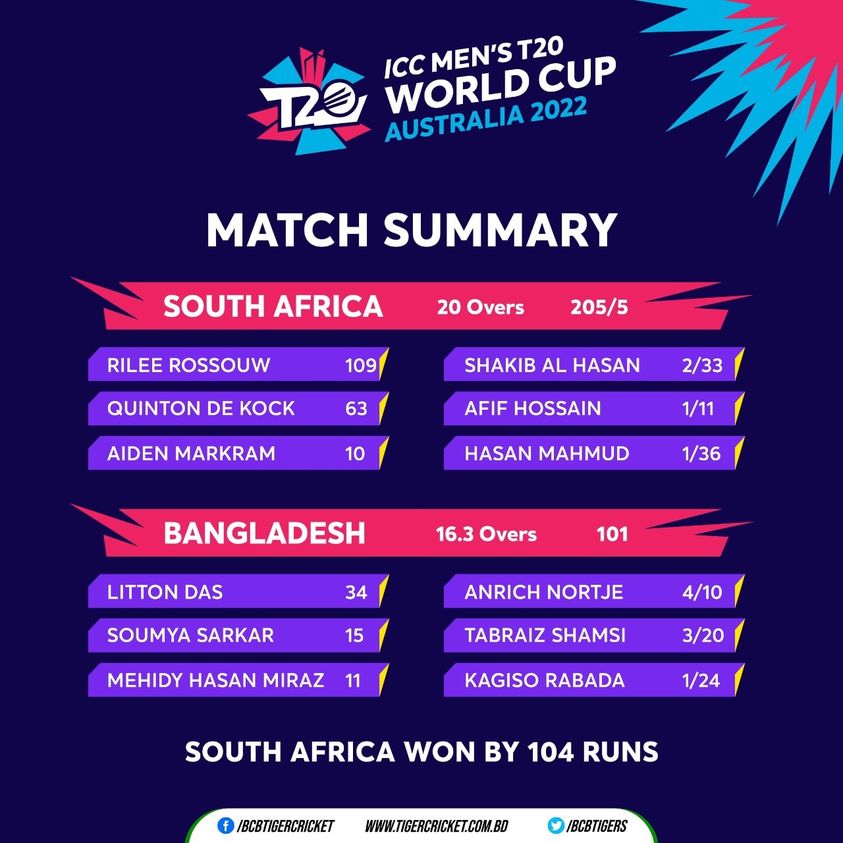 T20
ICC MEN'S T20
WORLD CUP
AUSTRALIA 2022
MATCH SUMMARY
SOUTH AFRICA 20 Overs 205/5
RILEE ROSSOUW 109 SHAKIB AL HASAN 2/33
QUINTON DE KOCK 63 AFIF HOSSAIN 1/11
AIDEN MARKRAM 10 HASAN MAHMUD 1/36
BANGLADESH 16.3 Overs 101
LITTON DAS 34 ANRICH NORTJE 4/10
SOUMYA SARKAR 15 TABRAIZ SHAMSI 3/20
MEHIDY HASAN MIRAZ 11 KAGISO RABADA 1/24
SOUTH AFRICA WON BY 104 RUNS
/BCBTIGERCRICKET WWW.TIGERCRICKET.COM.BD /BCBTIGERS